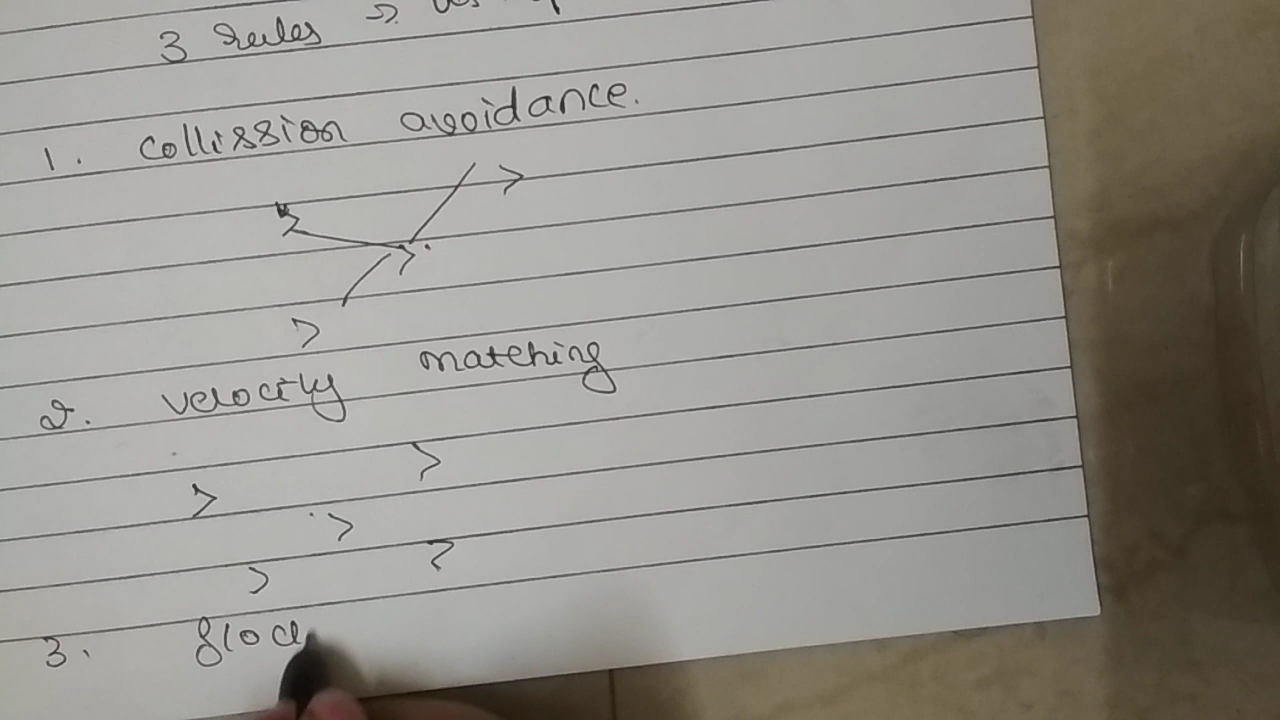 3 rules ⇒
1. collission avoidance.
2. velocity matching
3. floc